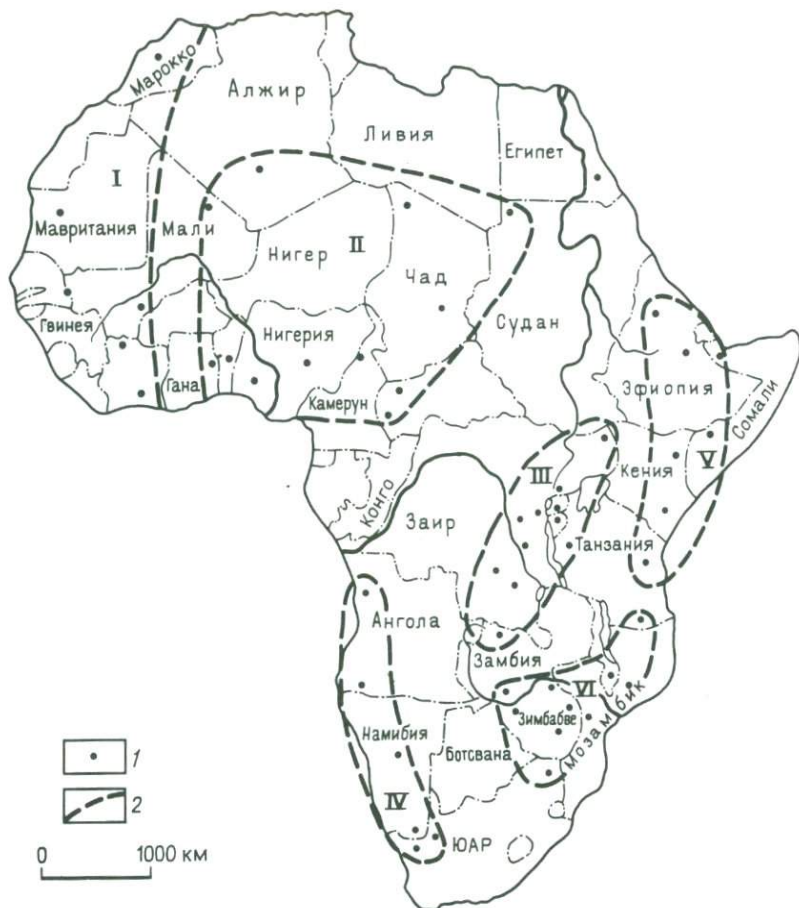 Марокко
Алжир
Ливия
Египет
I
Мавритания
Мали
Нигер
II
Чад
Судан
Гвинея
Гана
Нигерия
Камерун
Эфиопия
Сомали
III
Кения
V
Конго
Заир
Танзания
Ангола
Замбия
VI
Зимбабве
Мозамбик
Намибия
Ботсвана
IV
ЮАР
1
2
0 1000 км